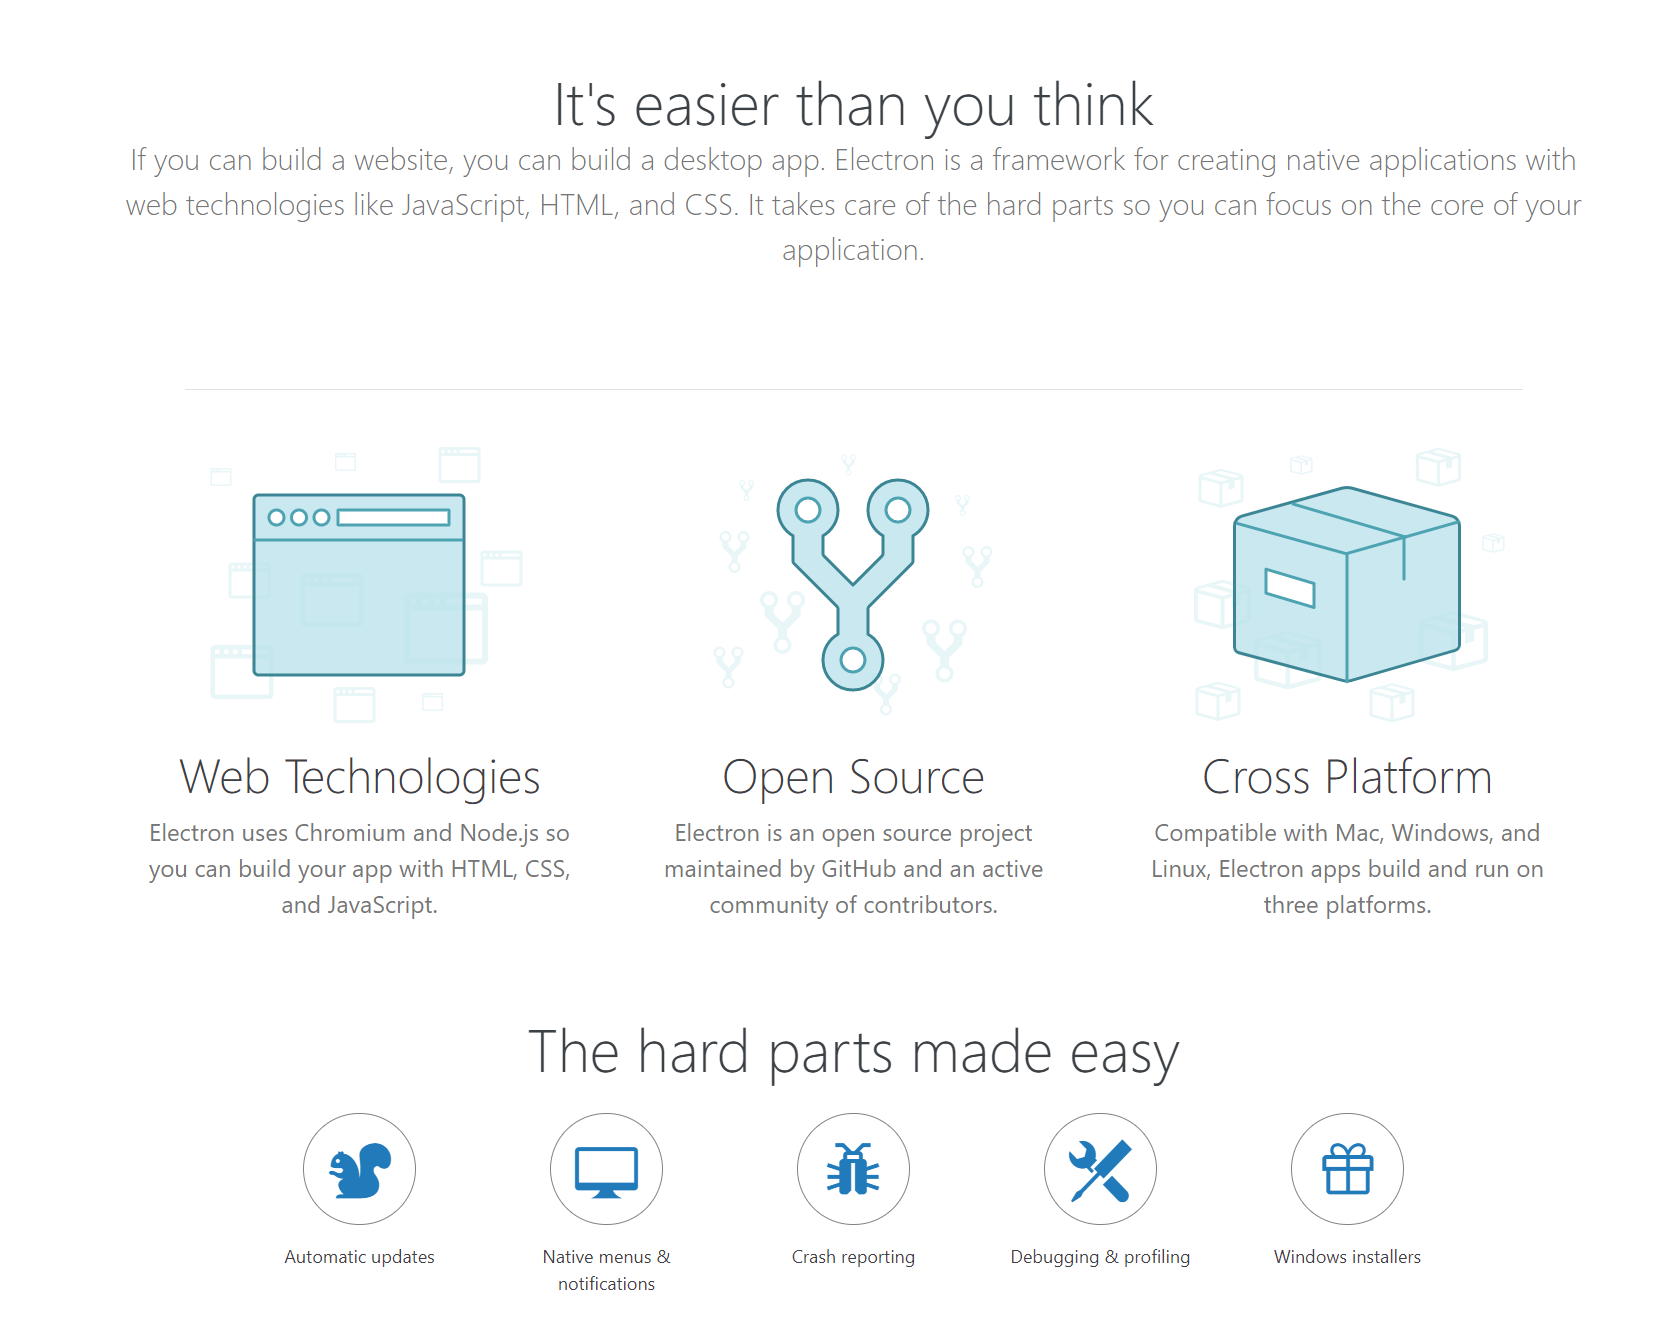 It's easier than you think
If you can build a website, you can build a desktop app. Electron is a framework for creating native applications with
web technologies like JavaScript, HTML, and CSS. It takes care of the hard parts so you can focus on the core of your
application.
Web Technologies
Electron uses Chromium and Node.js so
you can build your app with HTML, CSS,
and JavaScript.
Open Source
Electron is an open source project
maintained by GitHub and an active
community of contributors.
Cross Platform
Compatible with Mac, Windows, and
Linux, Electron apps build and run on
three platforms.
The hard parts made easy
Automatic updates
Native menus &
notifications
Crash reporting
Debugging & profiling
Windows installers